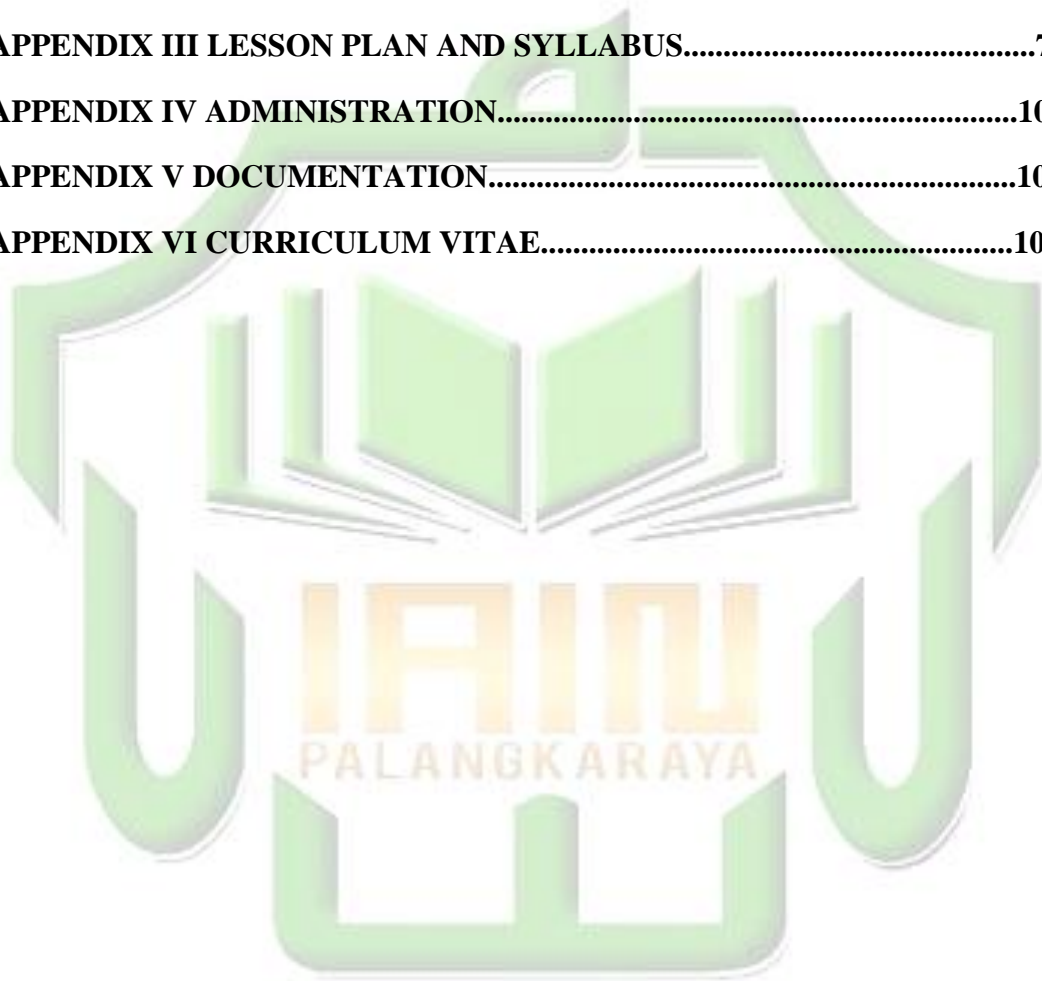 APPENDIX III LESSON PLAN AND SYLLABUS..........................................7
APPENDIX IV ADMINISTRATION...............................................................10
APPENDIX V DOCUMENTATION................................................................10
APPENDIX VI CURRICULUM VITAE.........................................................10
IAIN
PALANGKARAYA